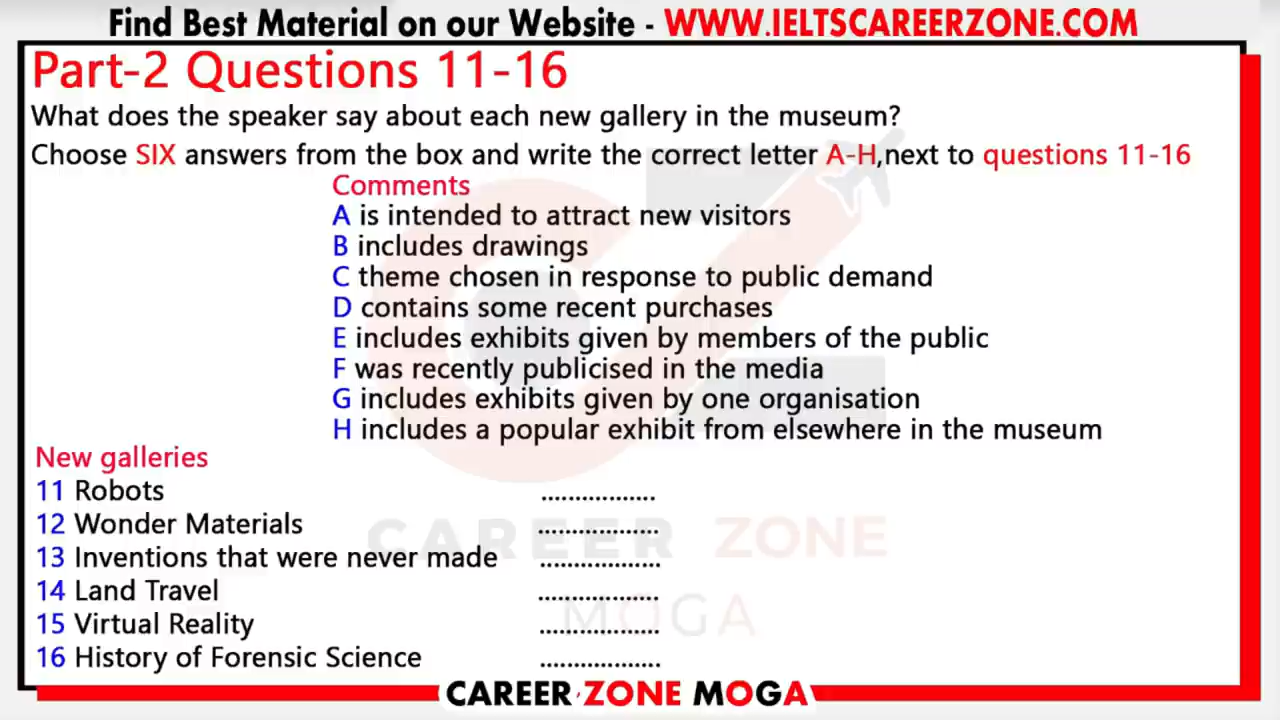 Find Best Material on our Website - WWW.IELTSCAREERZONE.COM
Part-2 Questions 11-16
What does the speaker say about each new gallery in the museum?
Choose SIX answers from the box and write the correct letter A-H,next to questions 11-16
Comments
A is intended to attract new visitors
B includes drawings
C theme chosen in response to public demand
D contains some recent purchases
E includes exhibits given by members of the public
F was recently publicised in the media
G includes exhibits given by one organisation
H includes a popular exhibit from elsewhere in the museum
New galleries
11 Robots .................
12 Wonder Materials ..................
13 Inventions that were never made ..................
14 Land Travel ..................
15 Virtual Reality ..................
16 History of Forensic Science ..................
CAREER ZONE
MOGA
CAREER ZONE MOGA